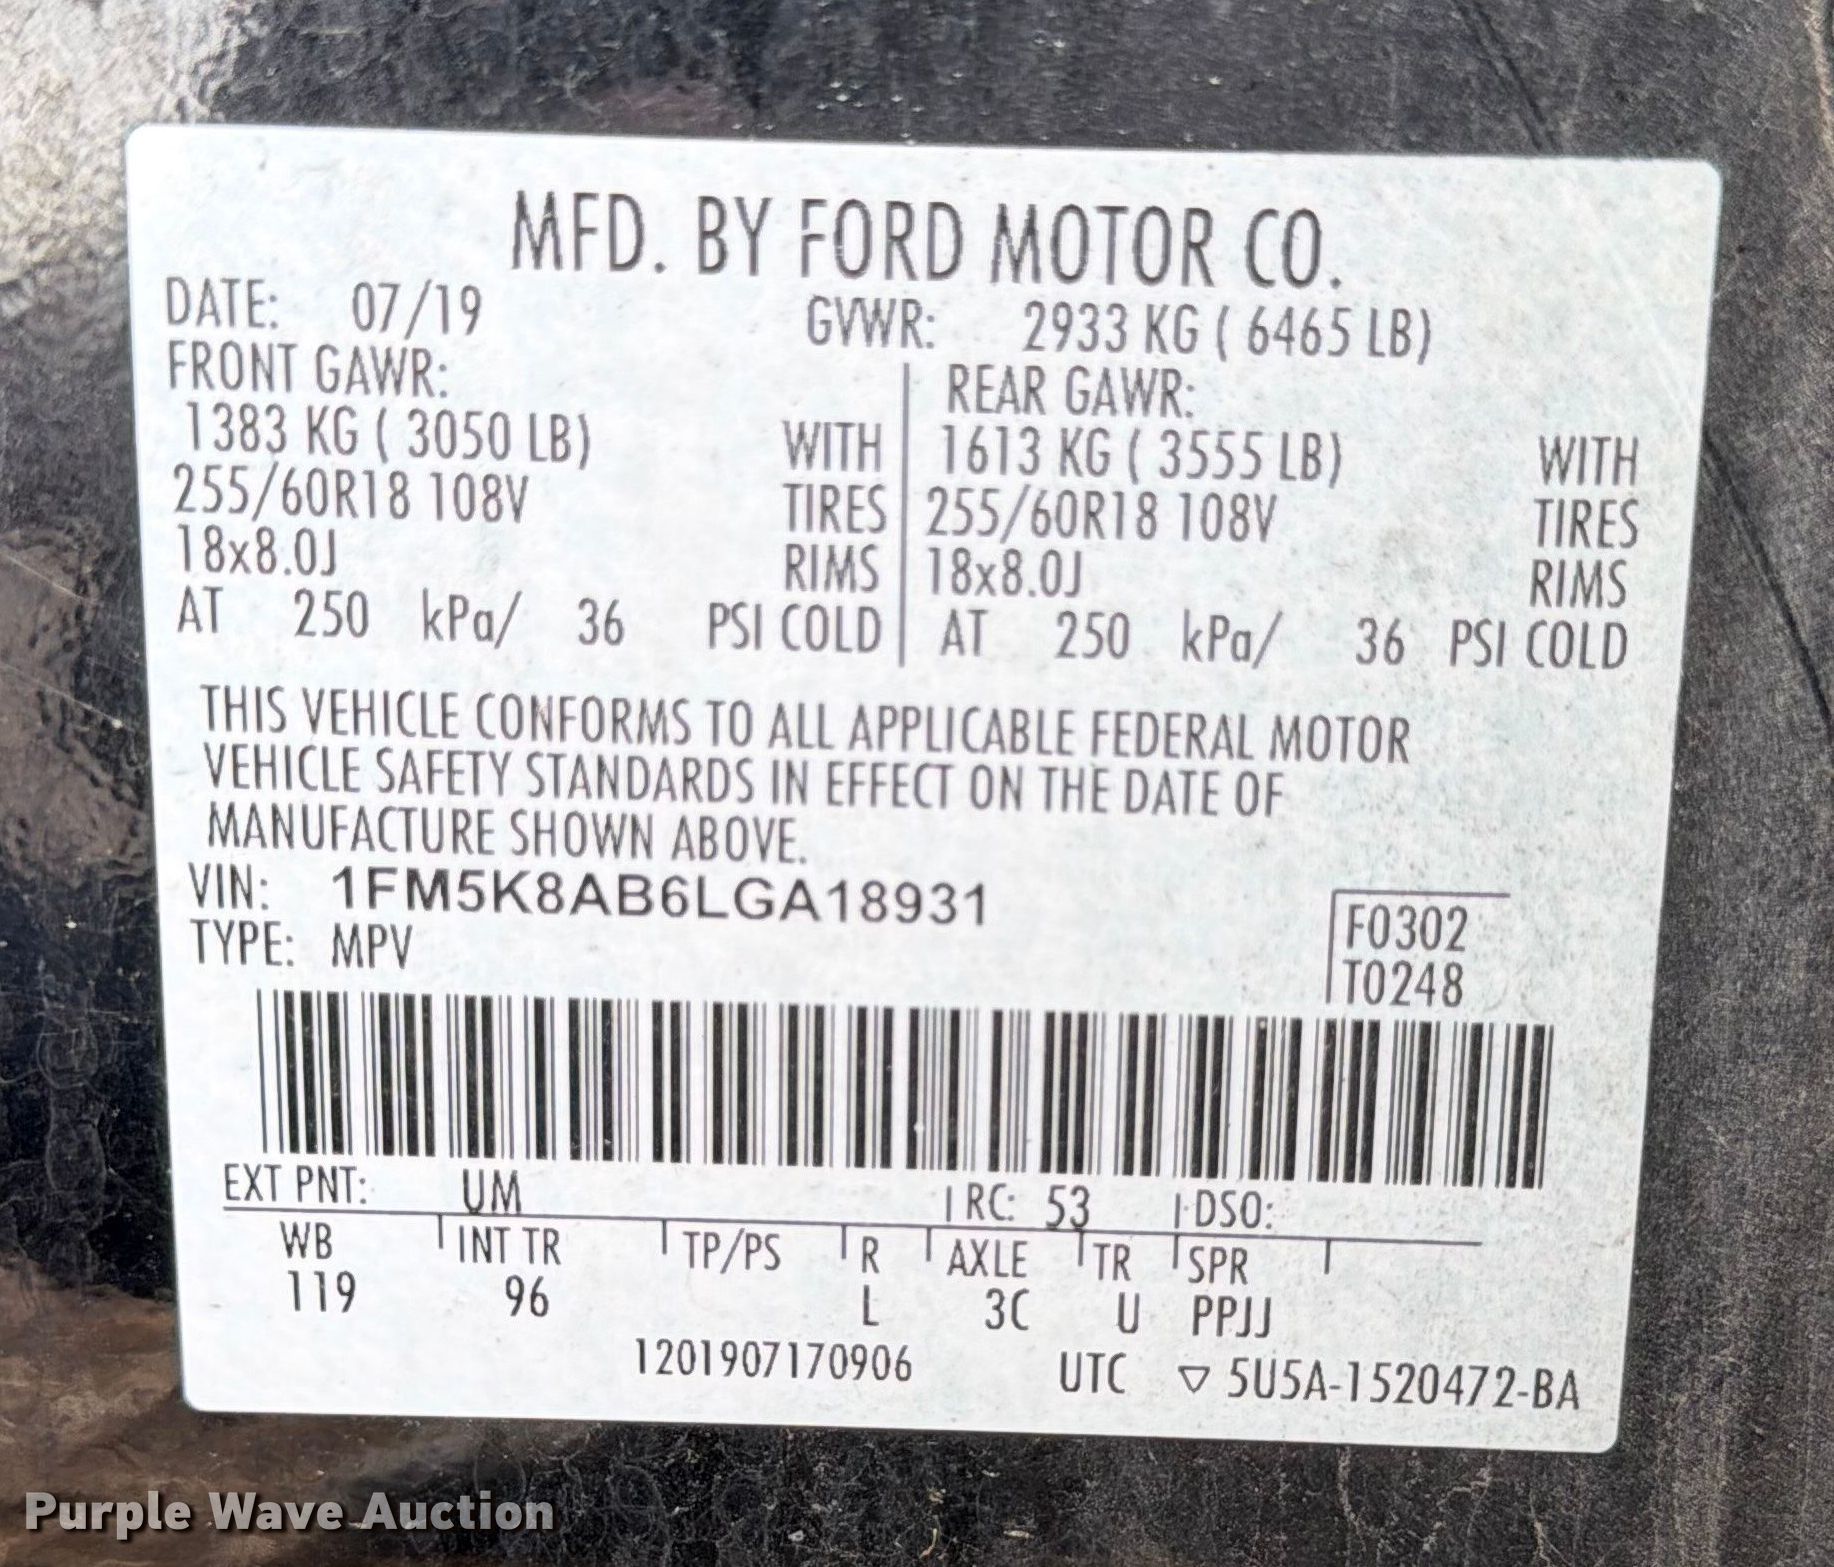 MFD. BY FORD MOTOR CO.
DATE: 07/19 GVWR: 2933 KG ( 6465 LB)
FRONT GAWR: REAR GAWR:
1383 KG ( 3050 LB) WITH 1613 KG ( 3555 LB) WITH
255/60R18 108V TIRES 255/60R18 108V TIRES
18x8.0J RIMS 18x8.0J RIMS
AT 250 kPa/ 36 PSI COLD AT 250 kPa/ 36 PSI COLD
THIS VEHICLE CONFORMS TO ALL APPLICABLE FEDERAL MOTOR
VEHICLE SAFETY STANDARDS IN EFFECT ON THE DATE OF
MANUFACTURE SHOWN ABOVE.
VIN: 1FM5K8AB6LGA18931 F0302
TYPE: MPV T0248
EXT PNT: UM RC: 53 DSO:
WB INT TR TP/PS R AXLE TR SPR
119 96 L 3C U PPJJ
1201907170906 UTC ▽ 5U5A-1520472-BA
Purple Wave Auction